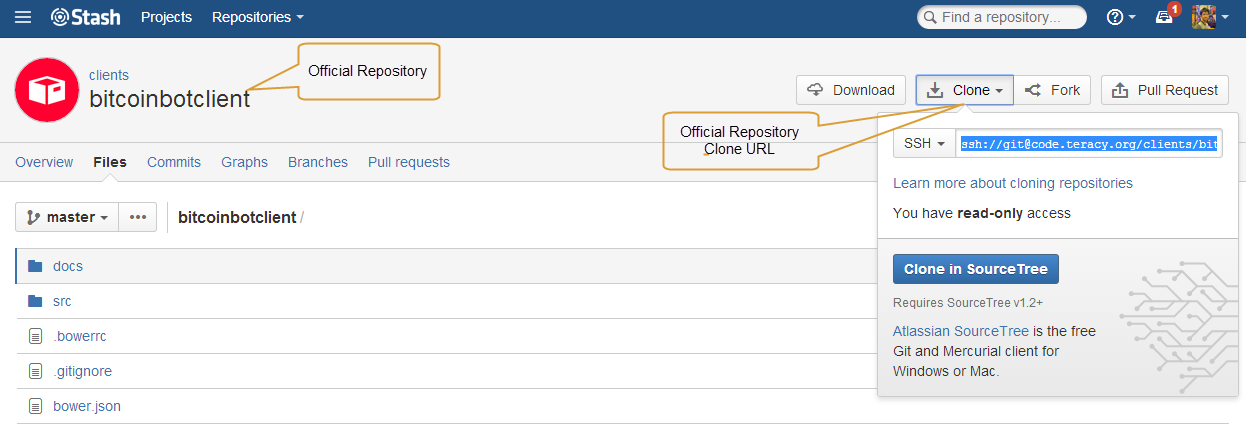 Stash Projects Repositories Find a repository... 1
clients
bitcoinbotclient
Official Repository
Download Clone Fork Pull Request
Official Repository
Clone URL
SSH ssh://git@code.teracy.org/clients/bit
Learn more about cloning repositories
You have read-only access
Clone in SourceTree
Requires SourceTree v1.2+
Atlassian SourceTree is the free
Git and Mercurial client for
Windows or Mac.
Overview Files Commits Graphs Branches Pull requests
master bitcoinbotclient /
docs
src
.bowerrc
.gitignore
bower.json